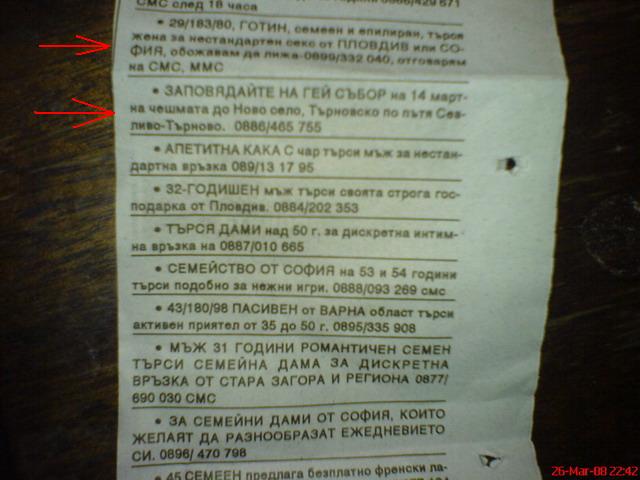 СМС след 18 часа
• 29/183/80, ГОТИН, семеен и епилиран, търся
жена за нестандартен секс от ПЛОВДИВ или СО-
ФИЯ, обожавам да лижа-0899/332 040, отговарям
на СМС, ММС
• ЗАПОВЯДАЙТЕ НА ГЕЙ СЪБОР на 14 март-
на чешмата до Ново село, Търновско по пътя Сев-
ливо-Търново. 0886/465 755
• АПЕТИТНА КАКА С чар търси мъж за нестан-
дартна връзка 089/13 17 95
• 32-ГОДИШЕН мъж търси своята строга гос-
подарка от Пловдив. 0884/202 353
• ТЪРСЯ ДАМИ над 50 г. за дискретна интим-
на връзка на 0887/010 665
• СЕМЕЙСТВО ОТ СОФИЯ на 53 и 54 години
търси подобно за нежни игри. 0888/093 269 смс
• 43/180/98 ПАСИВЕН от ВАРНА област търси
активен приятел от 35 до 50 г. 0895/335 908
• МЪЖ 31 ГОДИНИ РОМАНТИЧЕН СЕМЕН
ТЪРСИ СЕМЕЙНА ДАМА ЗА ДИСКРЕТНА
ВРЪЗКА ОТ СТАРА ЗАГОРА И РЕГИОНА 0877/
690 030 СМС
• ЗА СЕМЕЙНИ ДАМИ ОТ СОФИЯ, КОИТО
ЖЕЛАЯТ ДА РАЗНООБРАЗЯТ ЕЖЕДНЕВИЕТО
СИ. 0896/ 470 798
• 45 СЕМЕЕН предлага безплатно френски ла-
26-Mar-08 22:42